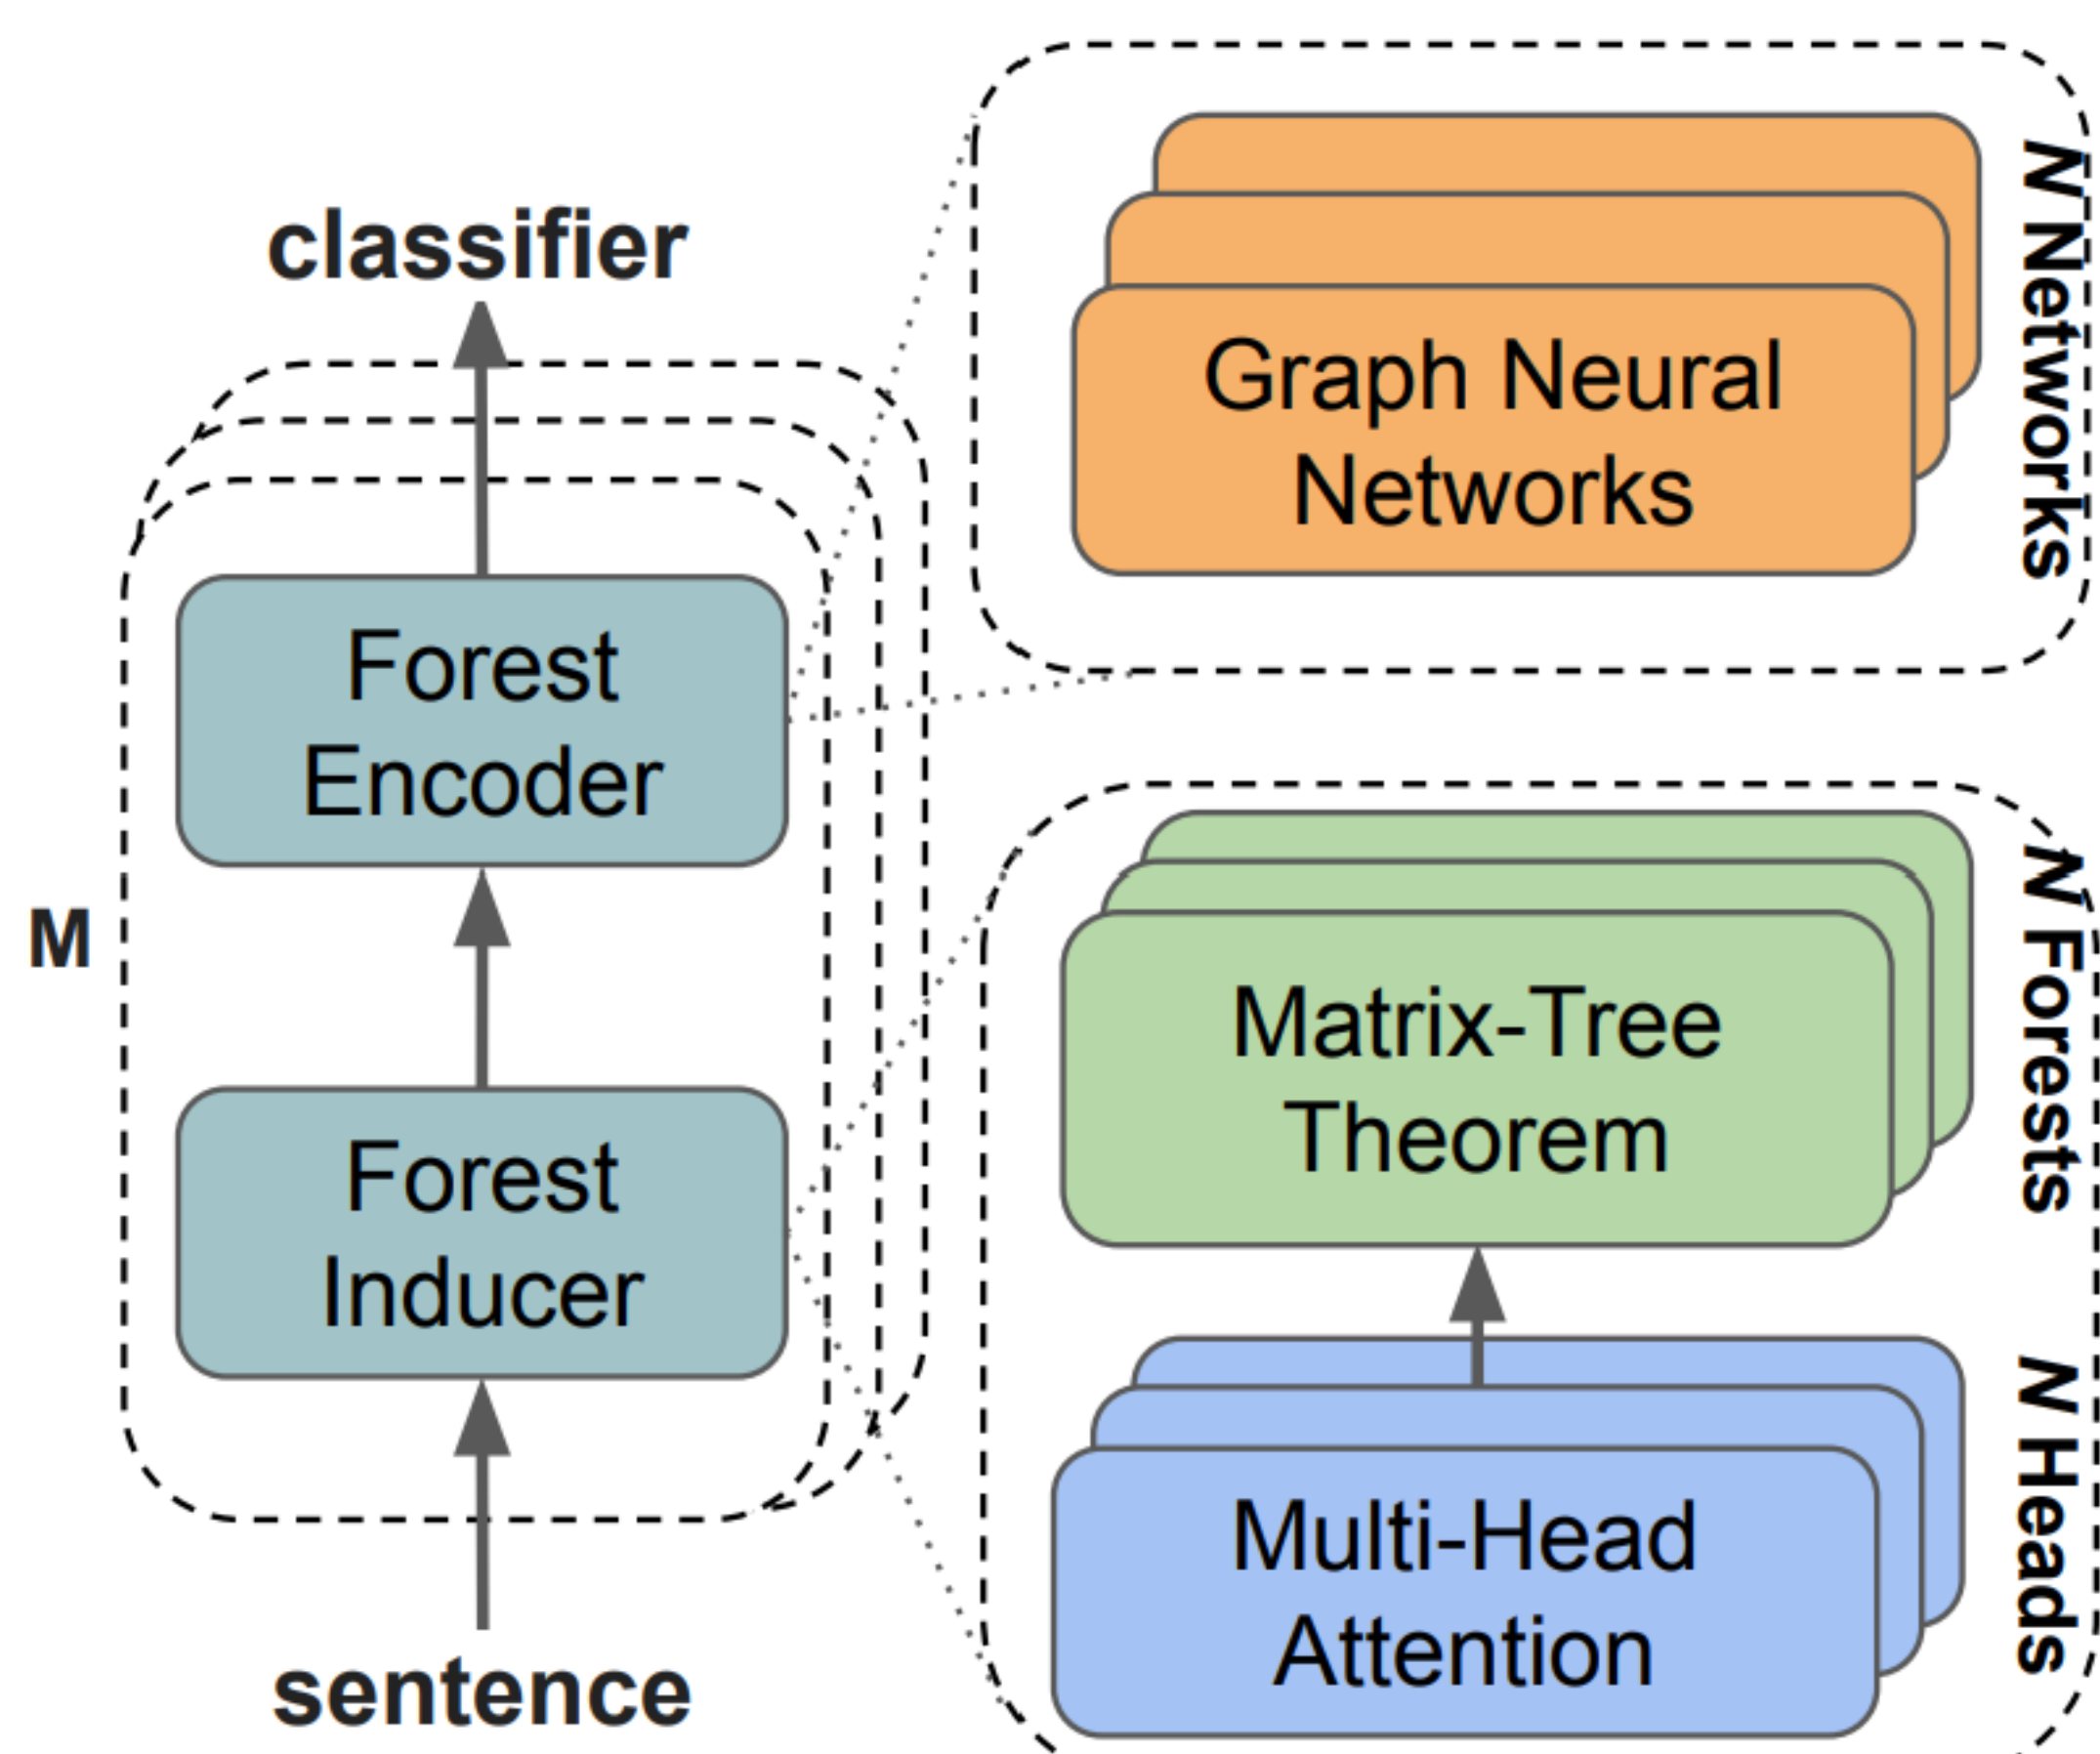 classifier
Forest
Encoder
M
Forest
Inducer
sentence
Graph Neural
Networks
N Networks
Matrix-Tree
Theorem
N Forests
Multi-Head
Attention
N Heads